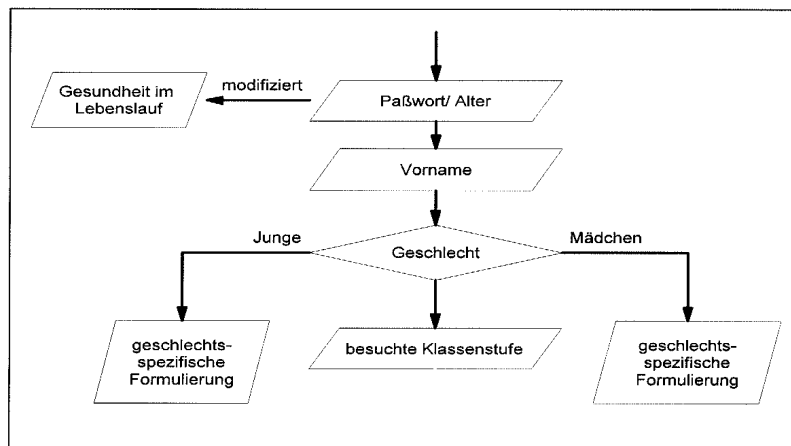 Gesundheit im
Lebenslauf
modifiziert
Paßwort/ Alter
Vorname
Junge
Geschlecht
Mädchen
geschlechts-
spezifische
Formulierung
besuchte Klassenstufe
geschlechts-
spezifische
Formulierung